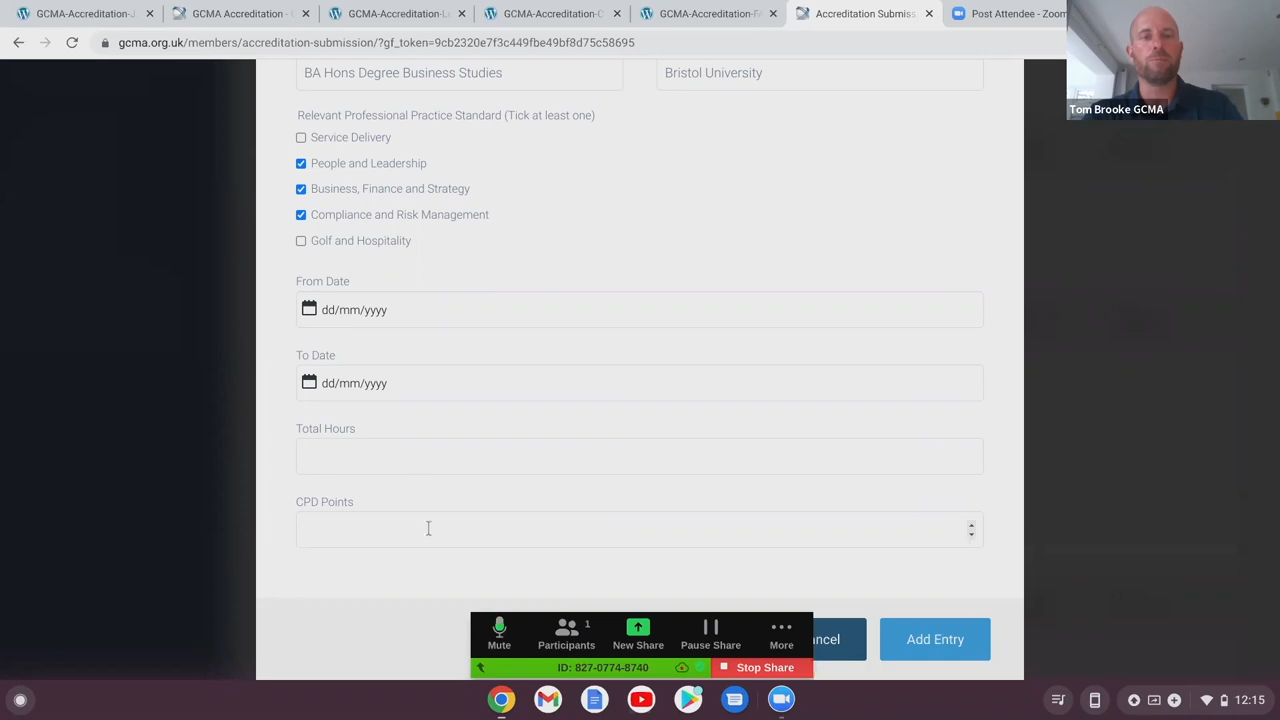 GCMA-Accreditation-J
GCMA Accreditation -
GCMA-Accreditation-L
GCMA-Accreditation-
GCMA-Accreditation-F
Accreditation Submiss
Post Attendee - Zoom
gcma.org.uk/members/accreditation-submission/?gf_token=9cb2320e7f3c449fbe49bf8d75c58695
BA Hons Degree Business Studies
Bristol University
Tom Brooke GCMA
Relevant Professional Practice Standard (Tick at least one)
Service Delivery
People and Leadership
Business, Finance and Strategy
Compliance and Risk Management
Golf and Hospitality
From Date
dd/mm/yyyy
To Date
dd/mm/yyyy
Total Hours
CPD Points
1
Mute
Participants
New Share
Pause Share
More
ncel
Add Entry
ID: 827-0774-8740
Stop Share
12:15